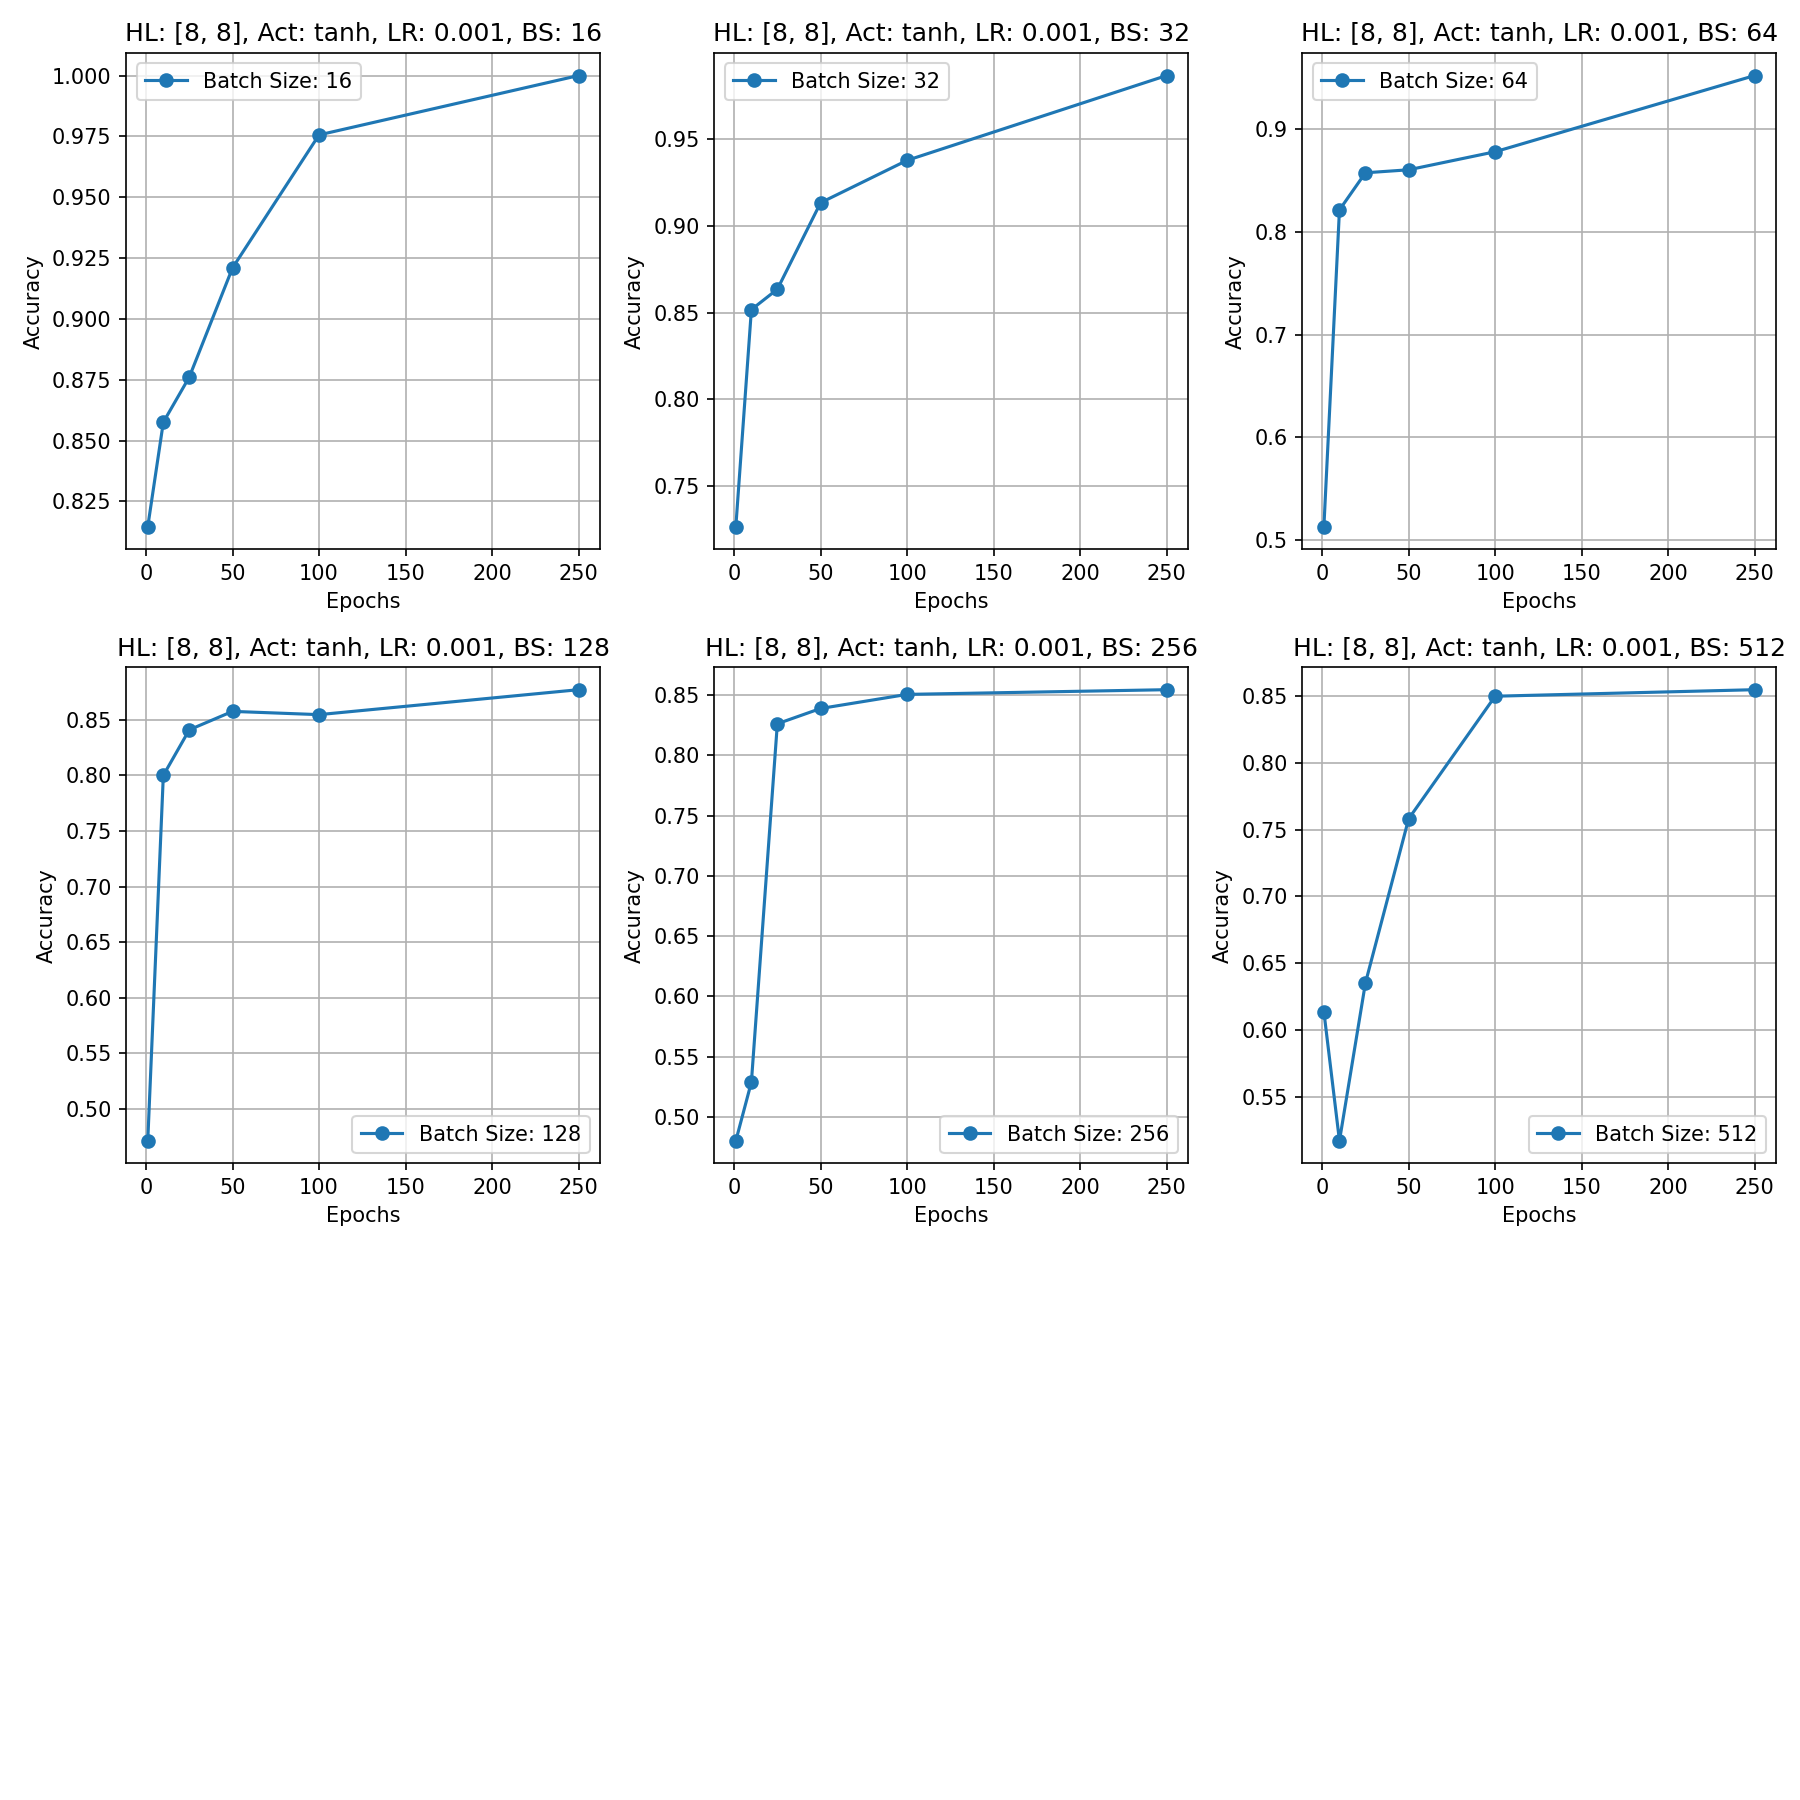 HL: [8, 8], Act: tanh, LR: 0.001, BS: 16
Batch Size: 16
Accuracy
1.000
0.975
0.950
0.925
0.900
0.875
0.850
0.825
0 50 100 150 200 250
Epochs
HL: [8, 8], Act: tanh, LR: 0.001, BS: 32
Batch Size: 32
Accuracy
0.95
0.90
0.85
0.80
0.75
0 50 100 150 200 250
Epochs
HL: [8, 8], Act: tanh, LR: 0.001, BS: 64
Batch Size: 64
Accuracy
0.9
0.8
0.7
0.6
0.5
0 50 100 150 200 250
Epochs
HL: [8, 8], Act: tanh, LR: 0.001, BS: 128
Accuracy
0.85
0.80
0.75
0.70
0.65
0.60
0.55
0.50
Batch Size: 128
0 50 100 150 200 250
Epochs
HL: [8, 8], Act: tanh, LR: 0.001, BS: 256
Accuracy
0.85
0.80
0.75
0.70
0.65
0.60
0.55
0.50
Batch Size: 256
0 50 100 150 200 250
Epochs
HL: [8, 8], Act: tanh, LR: 0.001, BS: 512
Accuracy
0.85
0.80
0.75
0.70
0.65
0.60
0.55
Batch Size: 512
0 50 100 150 200 250
Epochs